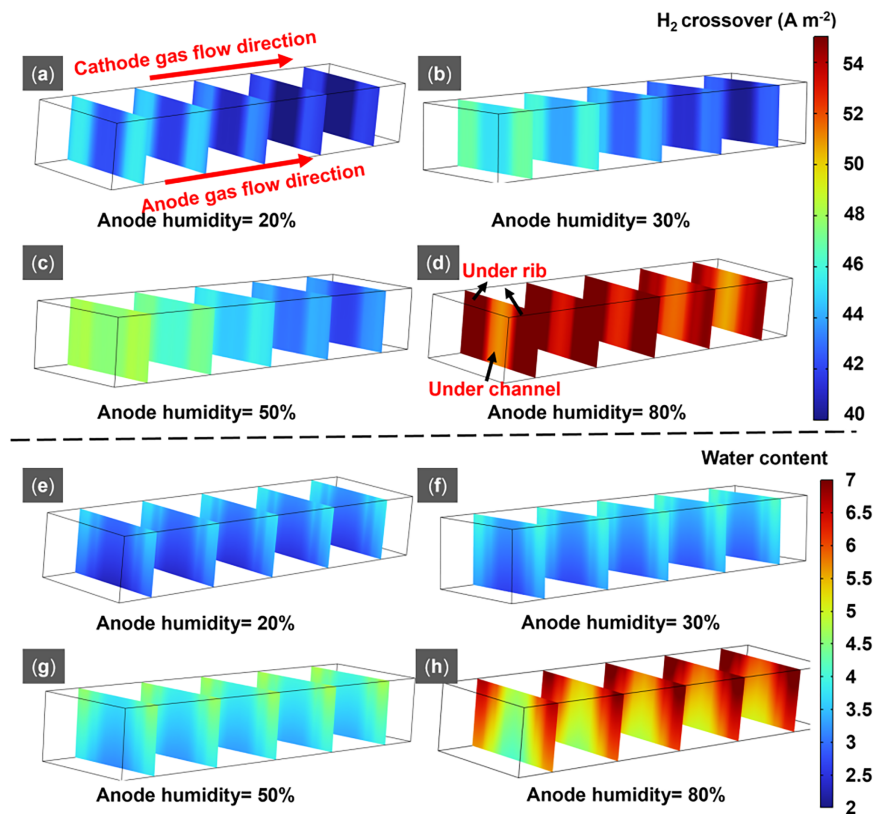 H₂ crossover (A m⁻²)
(a)
Cathode gas flow direction
Anode gas flow direction
Anode humidity= 20%
(b)
Anode humidity= 30%
(c)
Anode humidity= 50%
(d)
Under rib
Under channel
Anode humidity= 80%
54
52
50
48
46
44
42
40
Water content
(e)
Anode humidity= 20%
(f)
Anode humidity= 30%
(g)
Anode humidity= 50%
(h)
Anode humidity= 80%
7
6.5
6
5.5
5
4.5
4
3.5
3
2.5
2